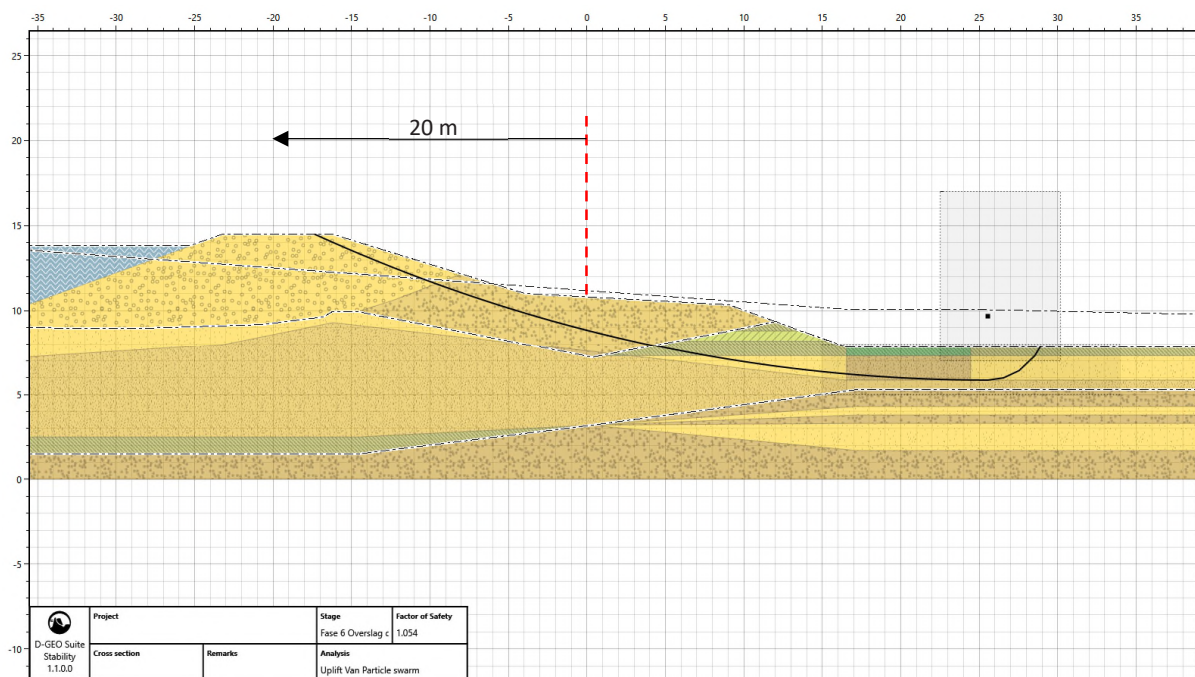 -35 -30 -25 -20 -15 -10 -5 0 5 10 15 20 25 30 35
25
20
15
10
5
0
-5
-10
20 m
D-GEO Suite
Stability
1.1.0.0
Project
Stage
Fase 6 Overslag c
Factor of Safety
1.054
Cross section
Remarks
Analysis
Uplift Van Particle swarm